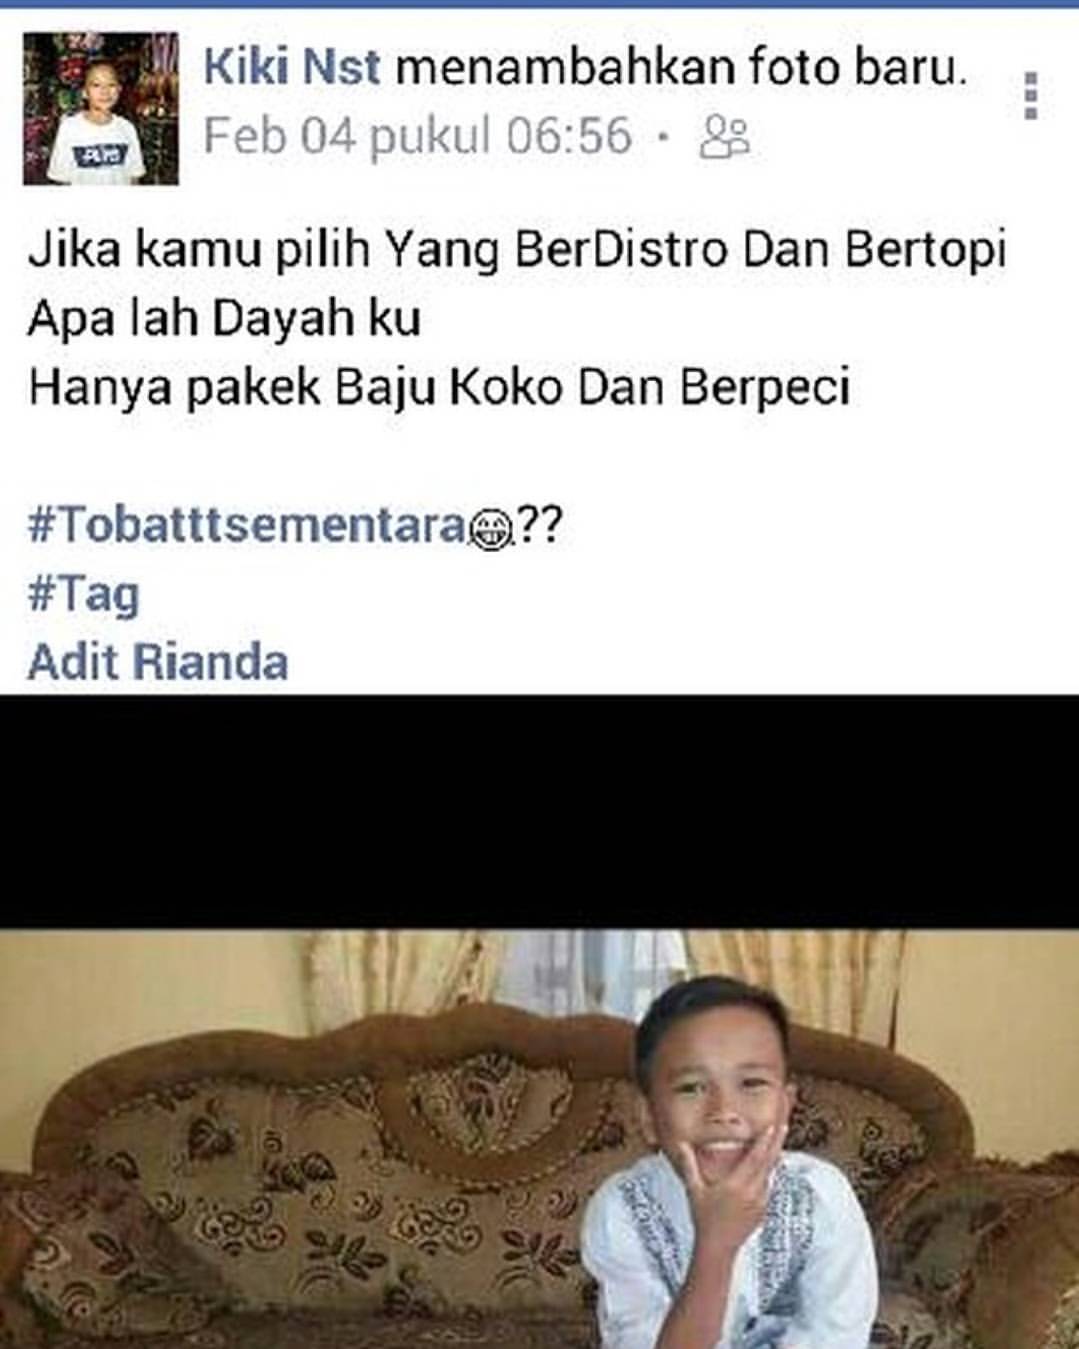 Kiki Nst menambahkan foto baru.
Feb 04 pukul 06:56 ·
Jika kamu pilih Yang BerDistro Dan Bertopi
Apa lah Dayah ku
Hanya pakek Baju Koko Dan Berpeci
#Tobatttsementara😁??
#Tag
Adit Rianda